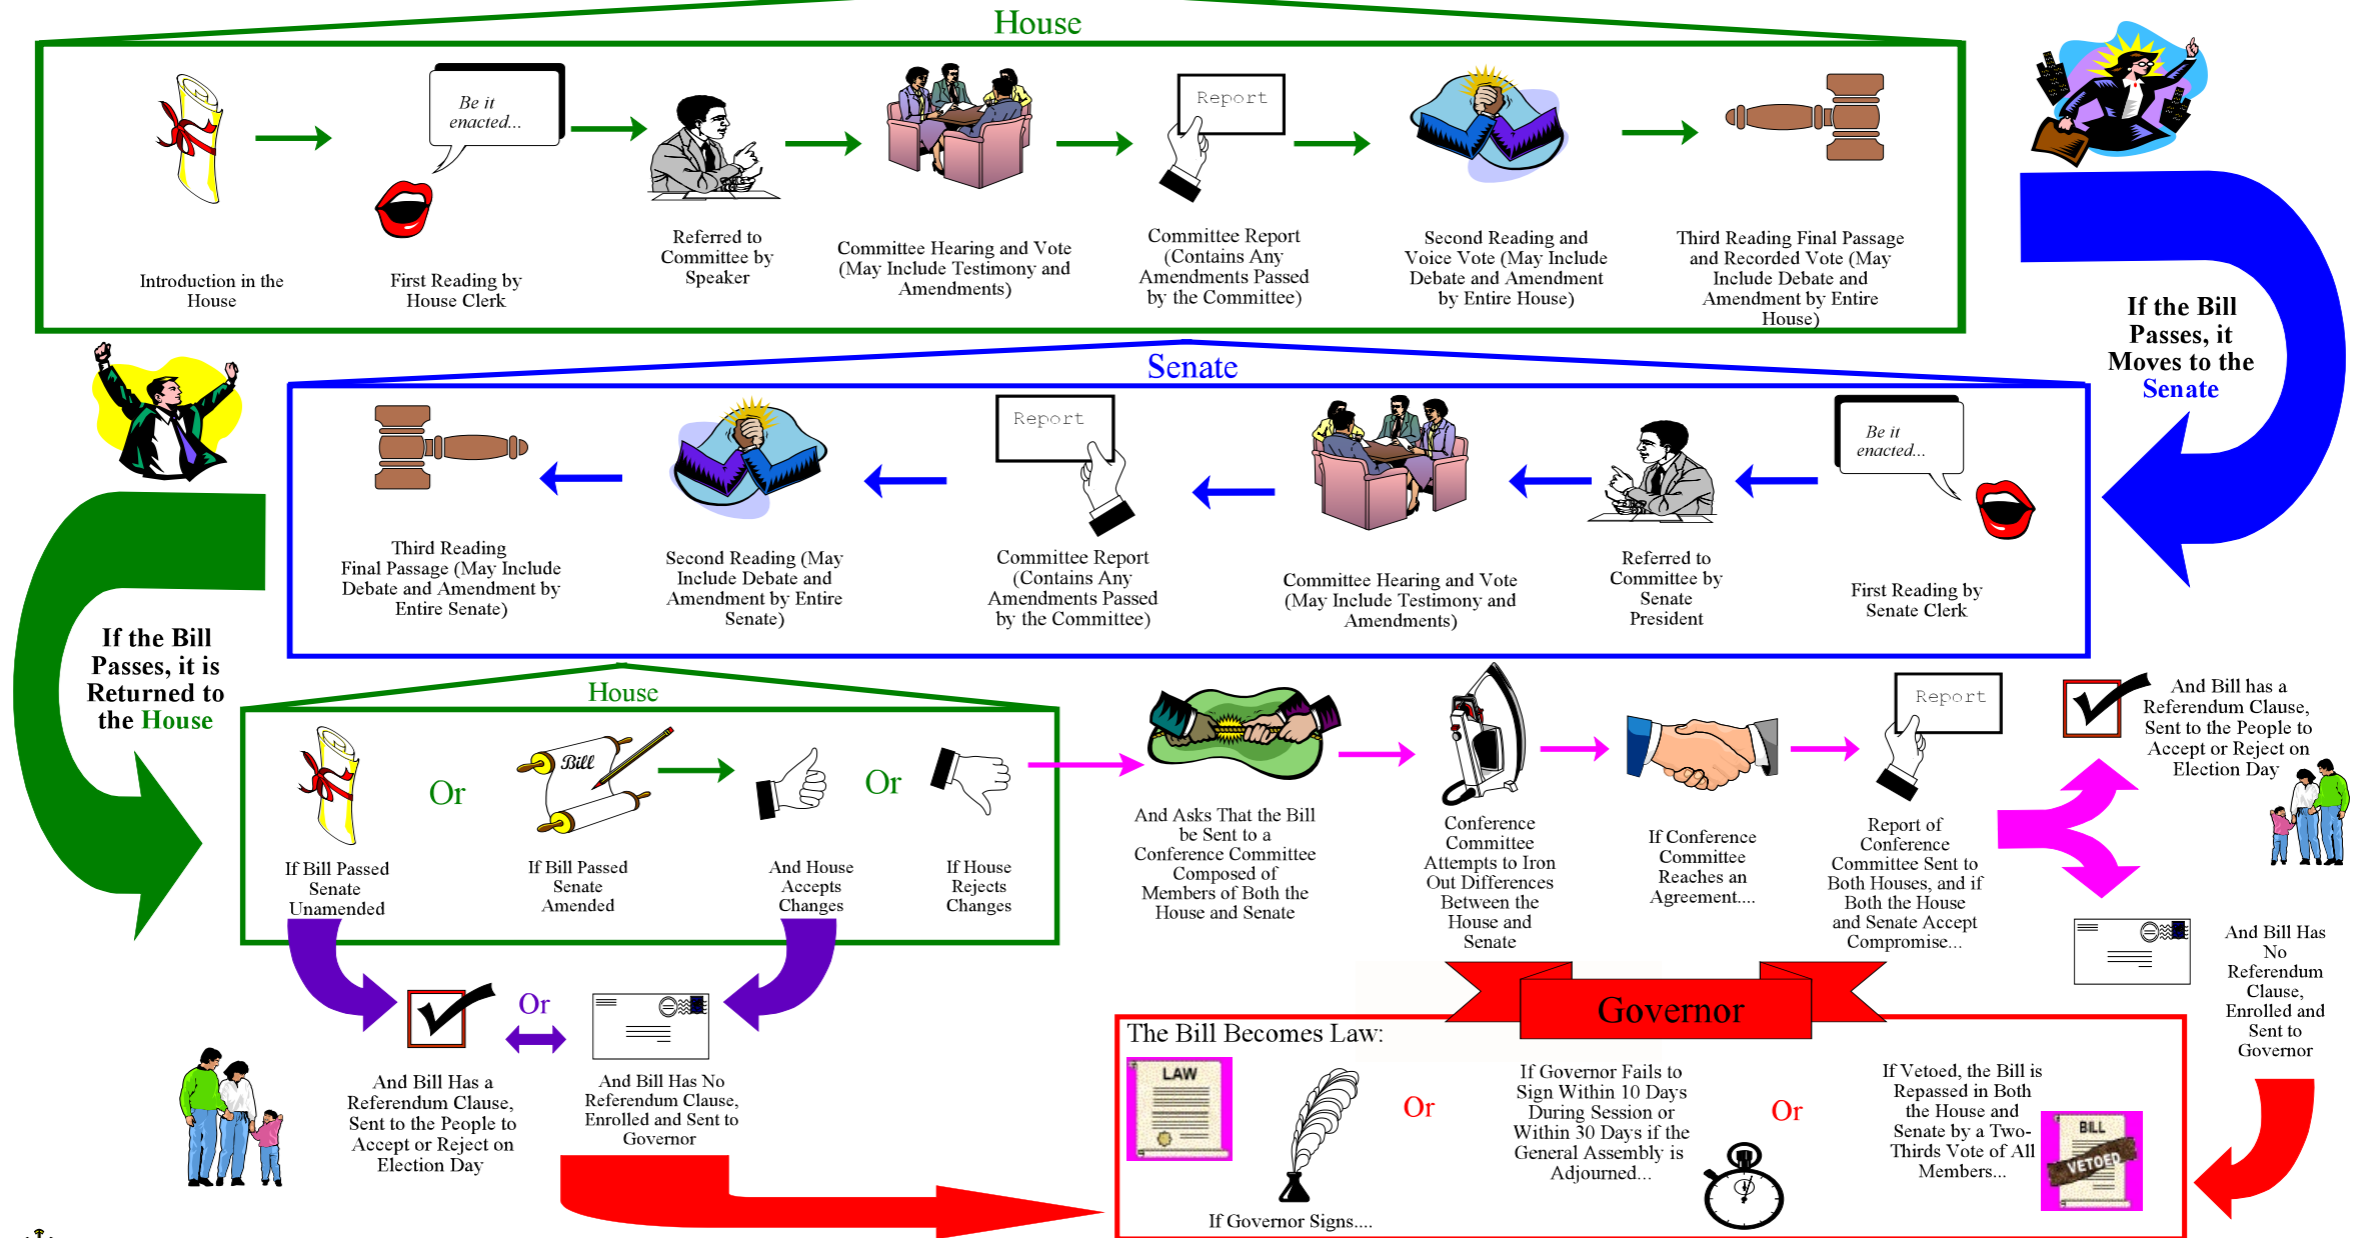 House
Be it
enacted...
Report
Introduction in the
House
First Reading by
House Clerk
Referred to
Committee by
Speaker
Committee Hearing and Vote
(May Include Testimony and
Amendments)
Committee Report
(Contains Any
Amendments Passed
by the Committee)
Second Reading and
Voice Vote (May Include
Debate and Amendment
by Entire House)
Third Reading Final Passage
and Recorded Vote (May
Include Debate and
Amendment by Entire
House)
If the Bill
Passes, it
Moves to the
Senate
Senate
Be it
enacted...
Report
First Reading by
Senate Clerk
Referred to
Committee by
Senate
President
Committee Hearing and Vote
(May Include Testimony and
Amendments)
Committee Report
(Contains Any
Amendments Passed
by the Committee)
Second Reading (May
Include Debate and
Amendment by Entire
Senate)
Third Reading
Final Passage (May Include
Debate and Amendment by
Entire Senate)
If the Bill
Passes, it is
Returned to
the House
House
Or
Bill
Or
If Bill Passed
Senate
Unamended
If Bill Passed
Senate
Amended
And House
Accepts
Changes
If House
Rejects
Changes
And Asks That the Bill
be Sent to a
Conference Committee
Composed of
Members of Both the
House and Senate
Conference
Committee
Attempts to Iron
Out Differences
Between the
House and
Senate
If Conference
Committee
Reaches an
Agreement....
Report
Report of
Conference
Committee Sent to
Both Houses, and if
Both the House
and Senate Accept
Compromise...
And Bill has a
Referendum Clause,
Sent to the People to
Accept or Reject on
Election Day
And Bill Has
No
Referendum
Clause,
Enrolled and
Sent to
Governor
Or
And Bill Has a
Referendum Clause,
Sent to the People to
Accept or Reject on
Election Day
And Bill Has No
Referendum Clause,
Enrolled and Sent to
Governor
Governor
The Bill Becomes Law:
LAW
If Governor Signs....
Or
If Governor Fails to
Sign Within 10 Days
During Session or
Within 30 Days if the
General Assembly is
Adjourned...
Or
If Vetoed, the Bill is
Repassed in Both
the House and
Senate by a Two-
Thirds Vote of All
Members...
BILL
VETOED